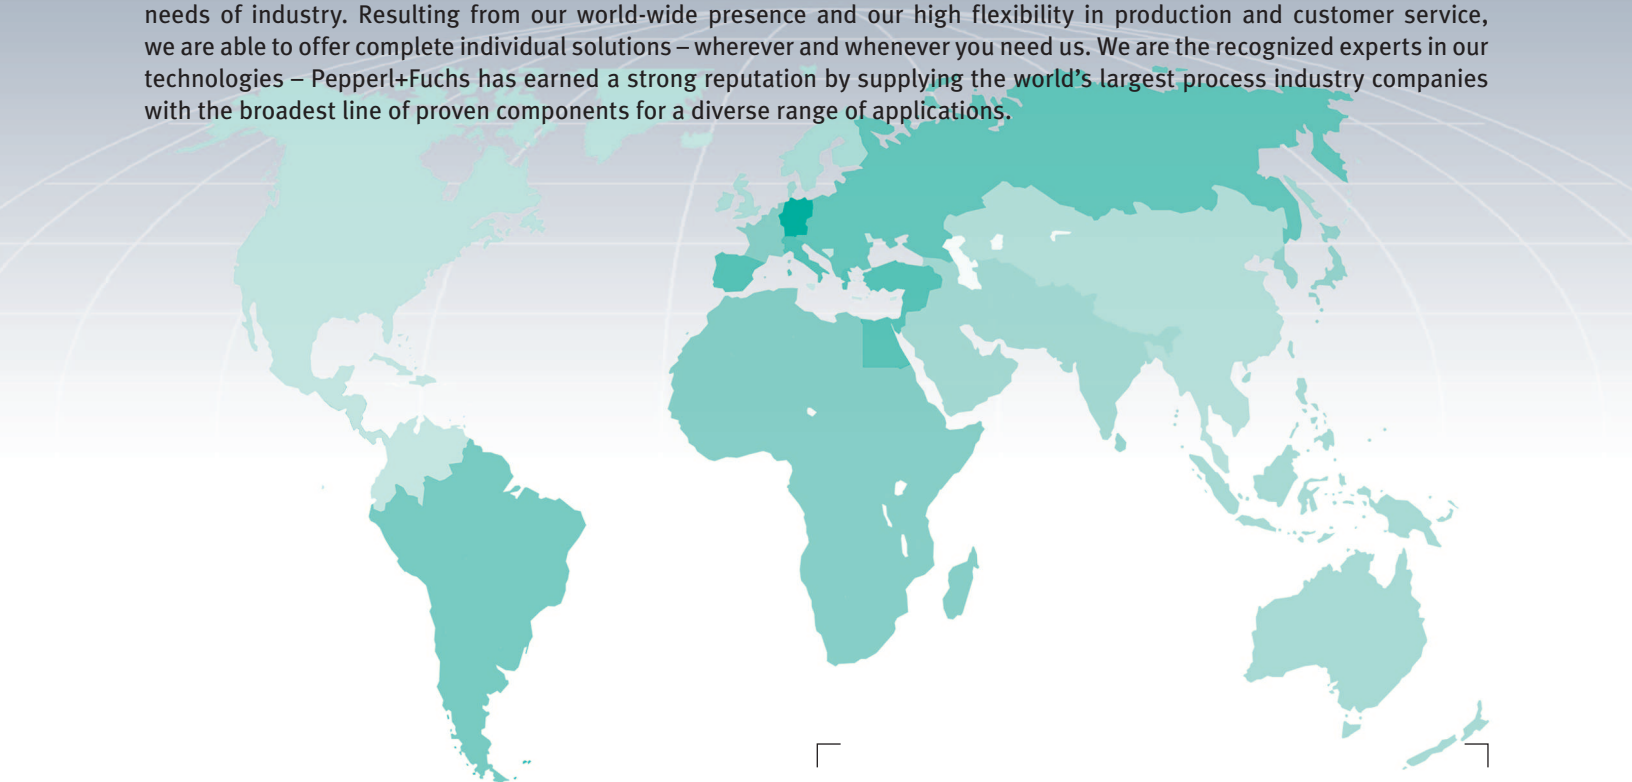 needs of industry. Resulting from our world-wide presence and our high flexibility in production and customer service,
we are able to offer complete individual solutions – wherever and whenever you need us. We are the recognized experts in our
technologies – Pepperl+Fuchs has earned a strong reputation by supplying the world’s largest process industry companies
with the broadest line of proven components for a diverse range of applications.